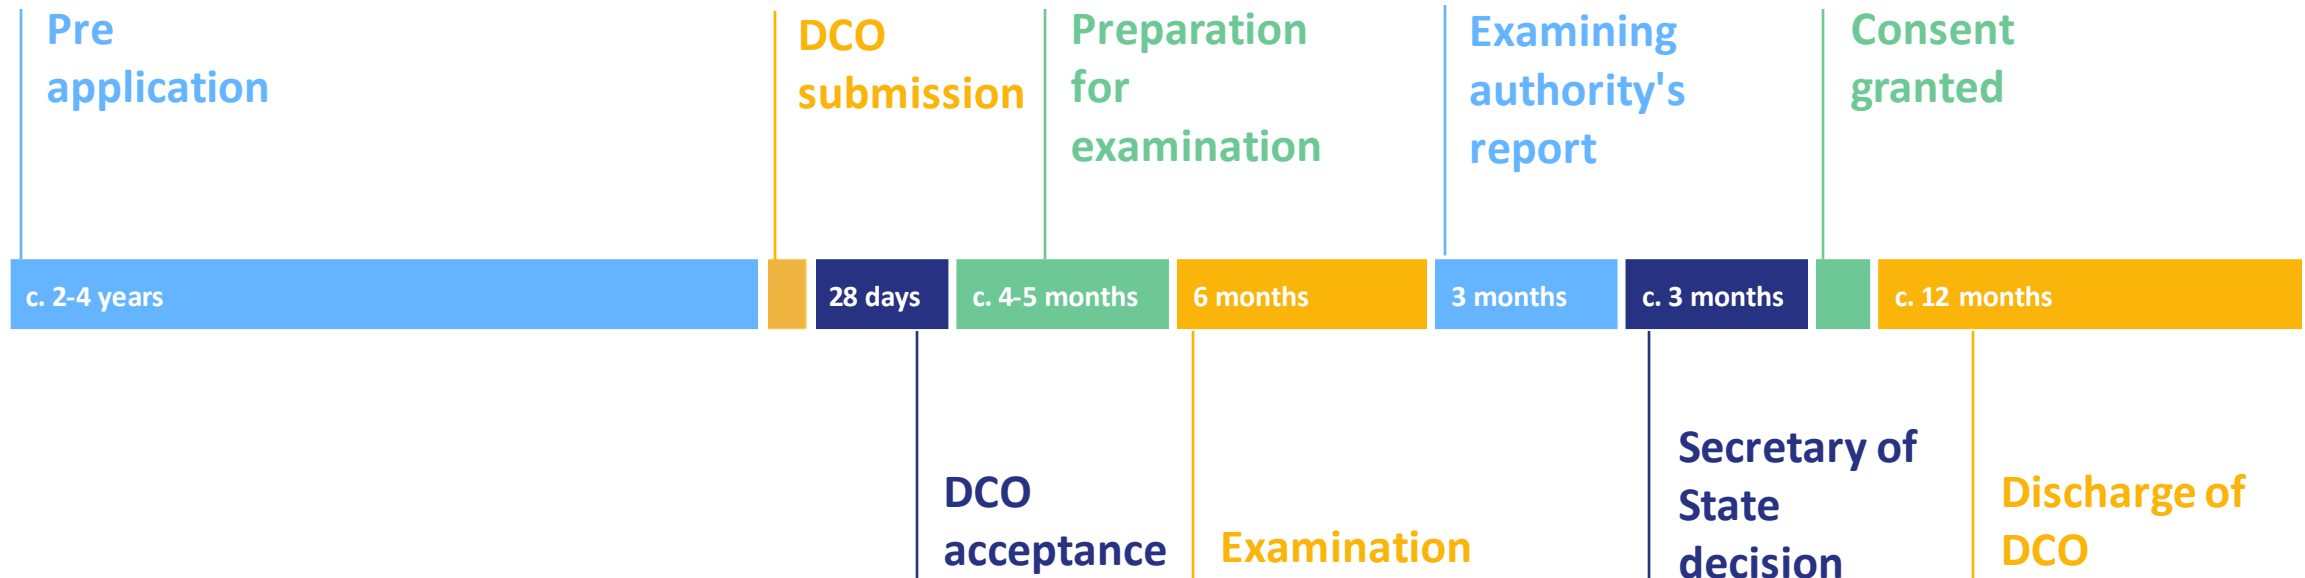 Pre
application
DCO
submission
Preparation
for
examination
Examining
authority's
report
Consent
granted
c. 2-4 years
28 days
c. 4-5 months
6 months
3 months
c. 3 months
c. 12 months
DCO
acceptance
Examination
Secretary of
State
decision
Discharge of
DCO